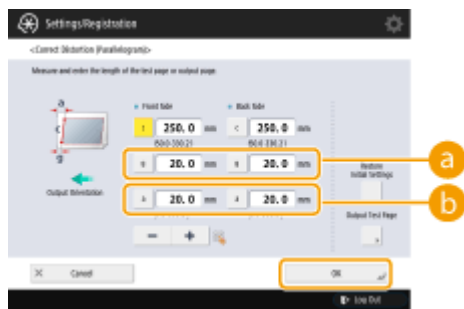 Settings/Registration
<Correct Distortion (Parallelogram)>
Measure and enter the length of the test page or output page.
a
c
g
Output Orientation
Front Side
Back Side
250.0 mm
c 250.0 mm
g 20.0 mm
g 20.0 mm
a
a 20.0 mm
a 20.0 mm
b
− +
Restore
Initial Settings
Output Test Page
× Cancel
OK
Log Out